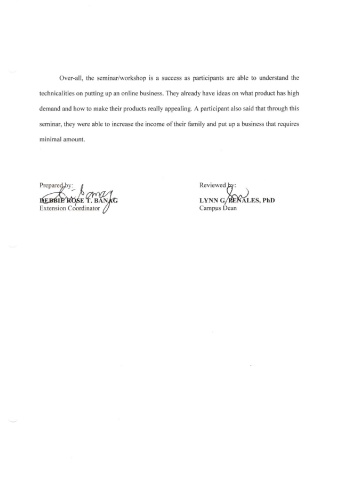 Over-all, the seminar/workshop is a success as participants are able to understand the
technicalities on putting up an online business. They already have ideas on what product has high
demand and how to make their products really appealing. A participant also said that through this
seminar, they were able to increase the income of their family and put up a business that requires
minimal amount.
Prepared by:
DEBBIE ROSE T. BANAG
Extension Coordinator
Reviewed by:
LYNN G. PENALES, PhD
Campus Dean